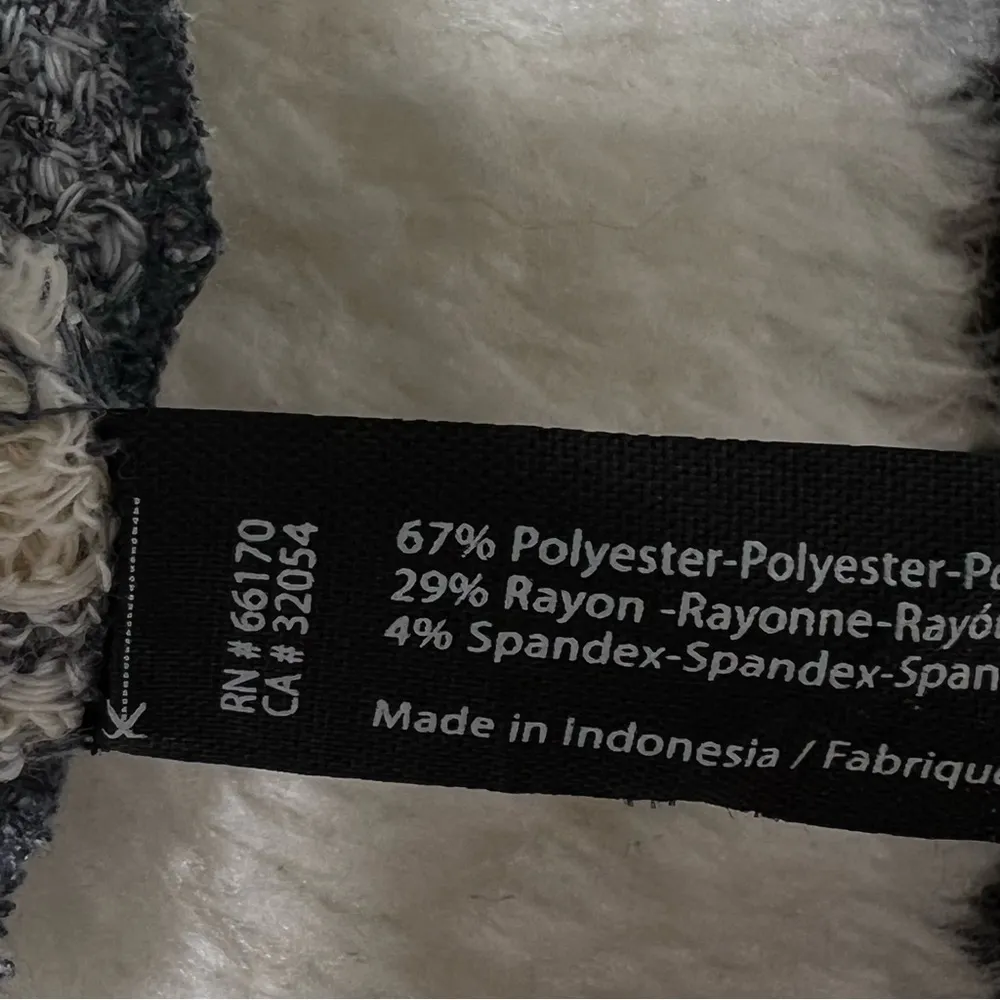 RN # 66170
CA # 32054
67% Polyester-Polyester-Po
29% Rayon -Rayonne-Rayó
4% Spandex-Spandex-Span
Made in Indonesia / Fabriqu